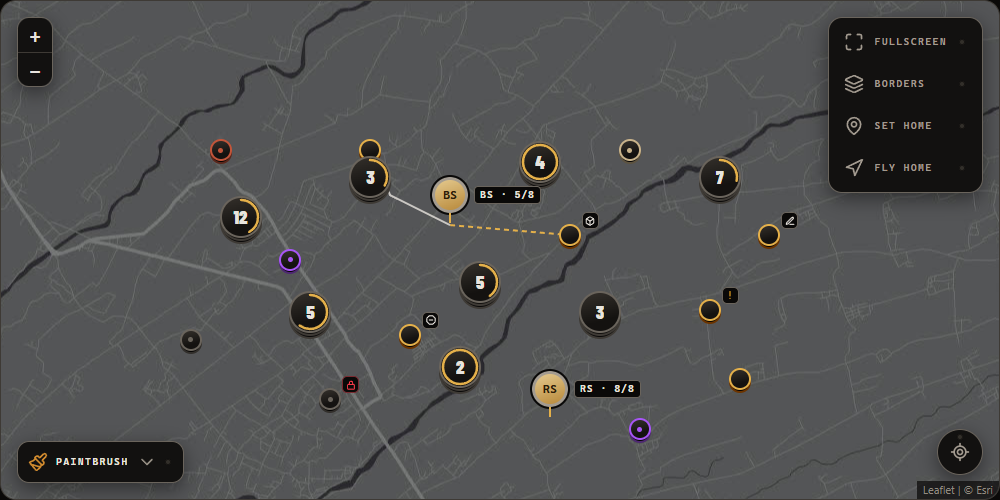 +
−
FULLSCREEN
BORDERS
SET HOME
FLY HOME
3
4
7
BS
BS · 5/8
12
5
5
3
!
2
RS
RS · 8/8
PAINTBRUSH
Leaflet | © Esri